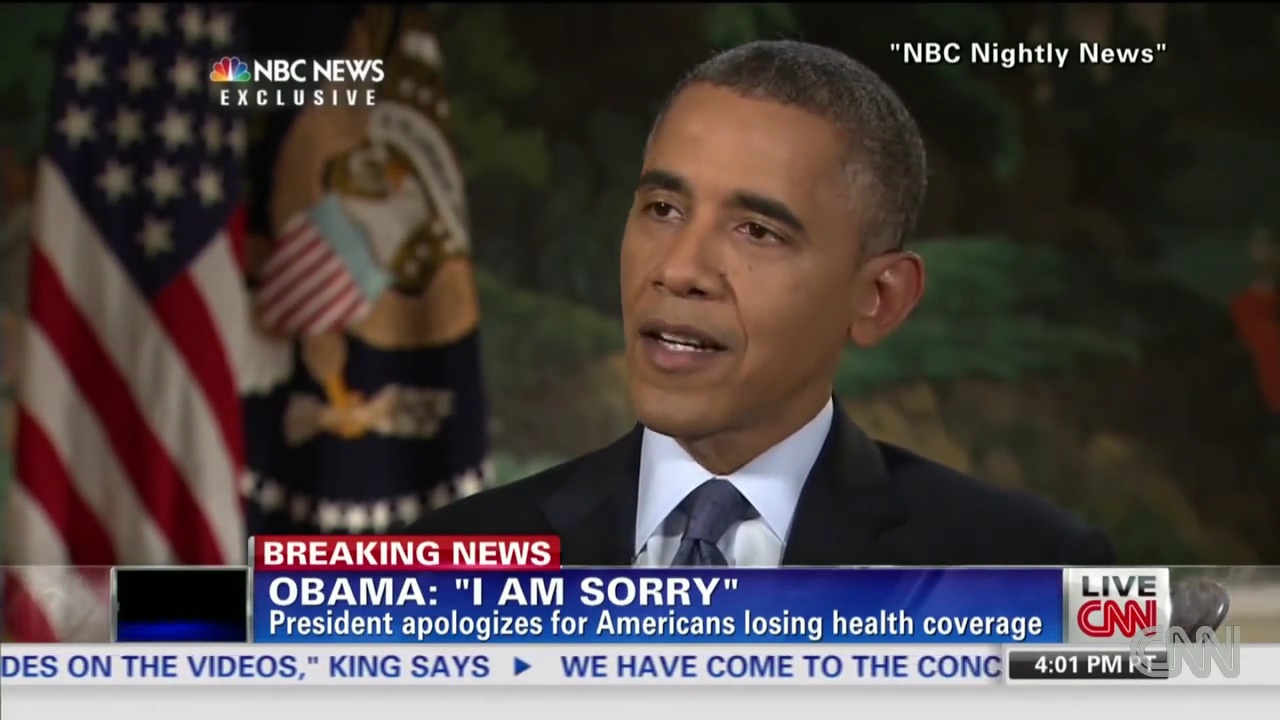 NBC NEWS
EXCLUSIVE
"NBC Nightly News"
BREAKING NEWS
OBAMA: "I AM SORRY"
President apologizes for Americans losing health coverage
LIVE
CNN
DES ON THE VIDEOS," KING SAYS
WE HAVE COME TO THE CONC
4:01 PM PT
CNN